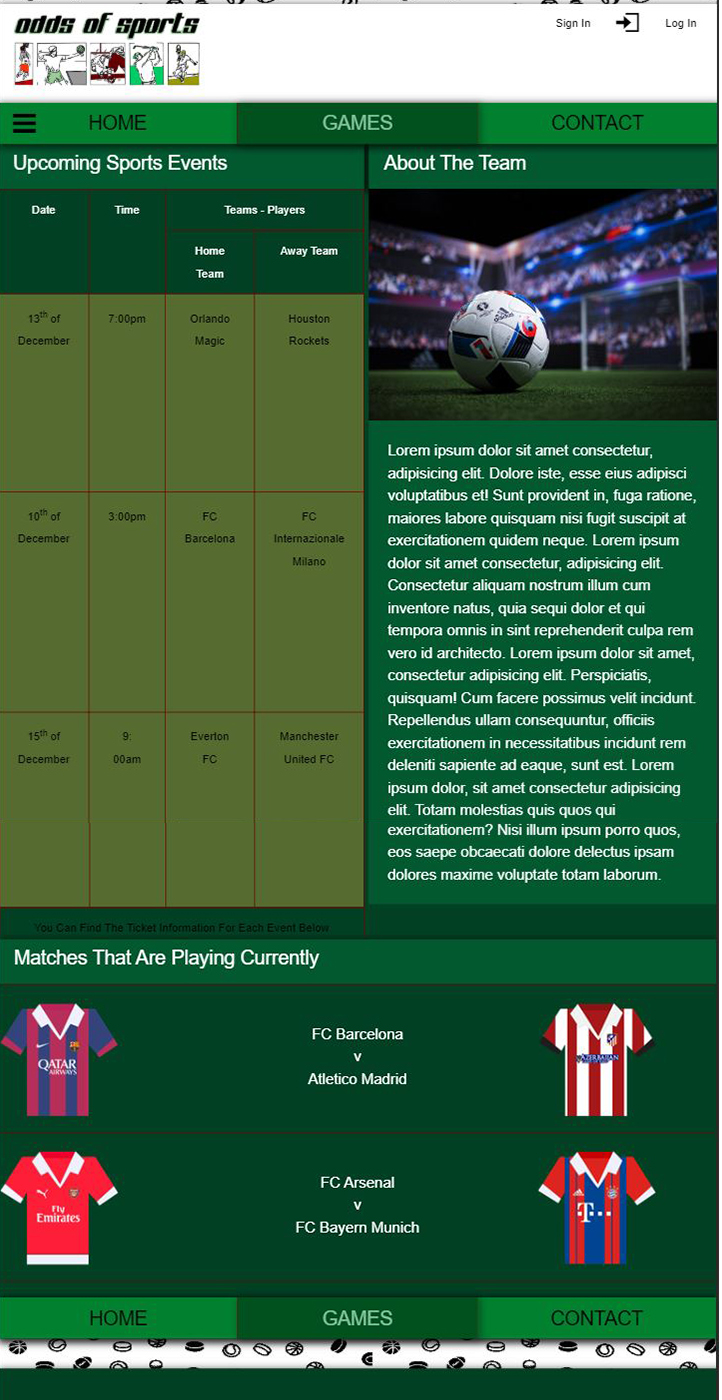 odds of sports
Sign In
Log In
HOME
GAMES
CONTACT
Upcoming Sports Events
About The Team
Date
Time
Teams - Players
Home
Team
Away Team
13th of
December
7:00pm
Orlando
Magic
Houston
Rockets
10th of
December
3:00pm
FC
Barcelona
FC
Internazionale
Milano
15th of
December
9:
00am
Everton
FC
Manchester
United FC
You Can Find The Ticket Information For Each Event Below
Lorem ipsum dolor sit amet consectetur,
adipisicing elit. Dolore iste, esse eius adipisci
voluptatibus et! Sunt provident in, fuga ratione,
maiores labore quisquam nisi fugit suscipit at
exercitationem quidem neque. Lorem ipsum
dolor sit amet consectetur, adipisicing elit.
Consectetur aliquam nostrum illum cum
inventore natus, quia sequi dolor et qui
tempora omnis in sint reprehenderit culpa rem
vero id architecto. Lorem ipsum dolor sit amet,
consectetur adipisicing elit. Perspiciatis,
quisquam! Cum facere possimus velit incidunt.
Repellendus ullam consequuntur, officiis
exercitationem in necessitatibus incidunt rem
deleniti sapiente ad eaque, sunt est. Lorem
ipsum dolor, sit amet consectetur adipisicing
elit. Totam molestias quis quos qui
exercitationem? Nisi illum ipsum porro quos,
eos saepe obcaecati dolore delectus ipsam
dolores maxime voluptate totam laborum.
Matches That Are Playing Currently
QATAR
AIRWAYS
FC Barcelona
v
Atletico Madrid
AZERBAIJAN
Fly
Emirates
FC Arsenal
v
FC Bayern Munich
T
HOME
GAMES
CONTACT